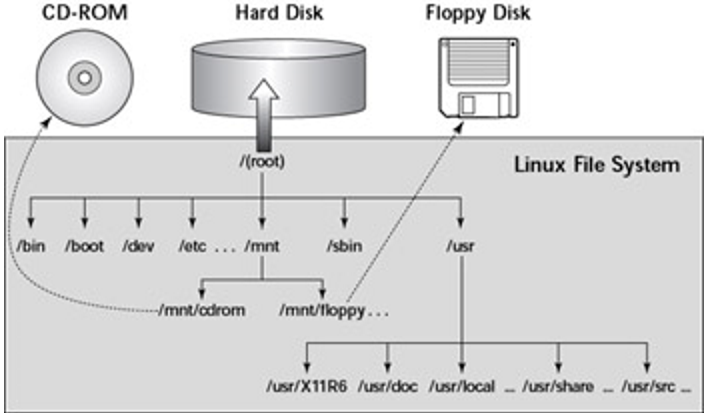 CD-ROM Hard Disk Floppy Disk
/(root)
Linux File System
/bin /boot /dev /etc ... /mnt /sbin /usr
/mnt/cdrom /mnt/floppy...
/usr/X11R6 /usr/doc /usr/local ... /usr/share ... /usr/src ...